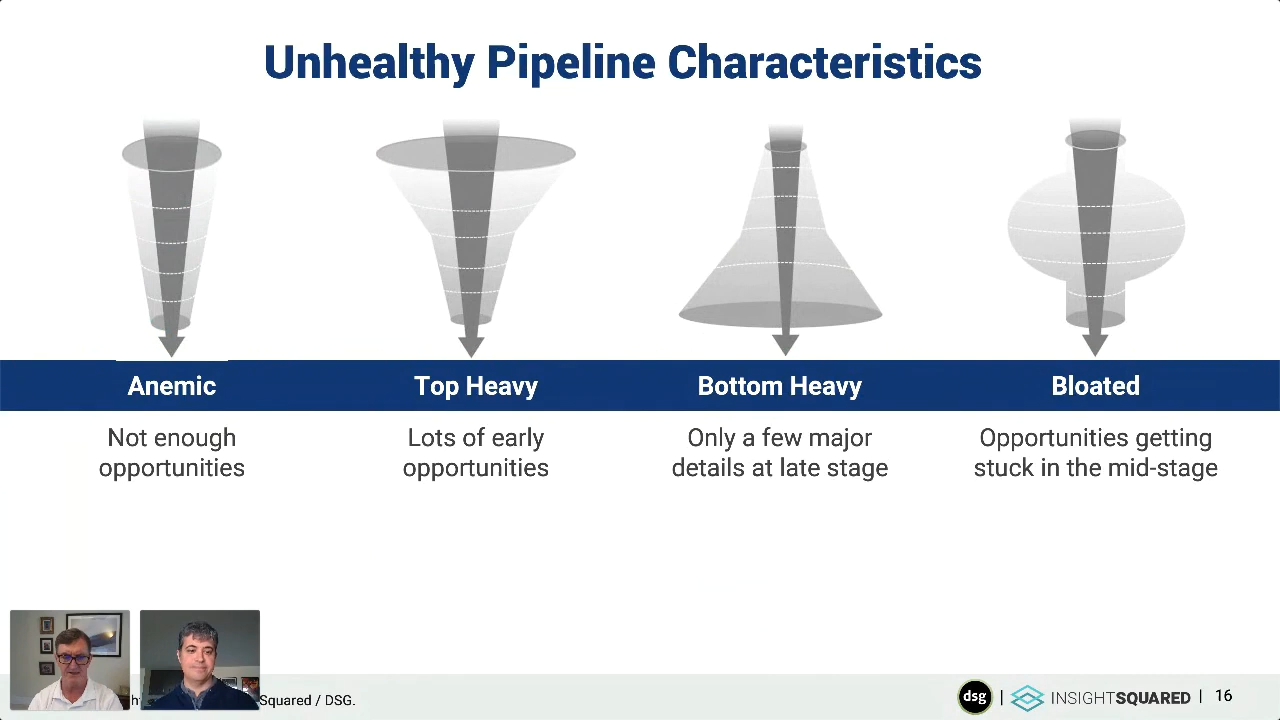 Unhealthy Pipeline Characteristics
Anemic
Not enough
opportunities
Top Heavy
Lots of early
opportunities
Bottom Heavy
Only a few major
details at late stage
Bloated
Opportunities getting
stuck in the mid-stage
Squared / DSG.
dsg | INSIGHTSQUARED | 16